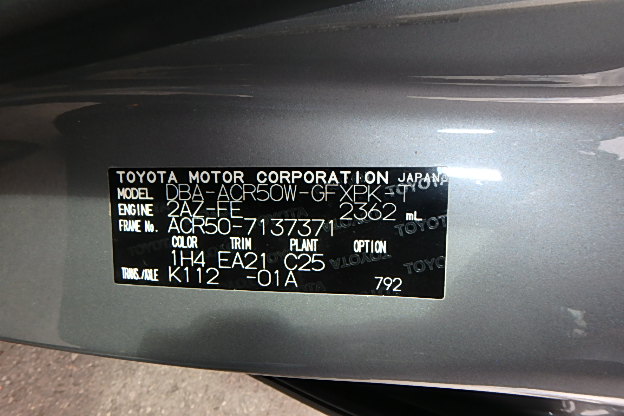 TOYOTA MOTOR CORPORATION JAPAN
MODEL DBA-ACR50W-GFXPK-T
ENGINE 2AZ-FE 2362 mL
FRAME No. ACR50-7137371
COLOR TRIM PLANT OPTION
1H4 EA21 C25
TRANS./AXLE K112 -01A 792